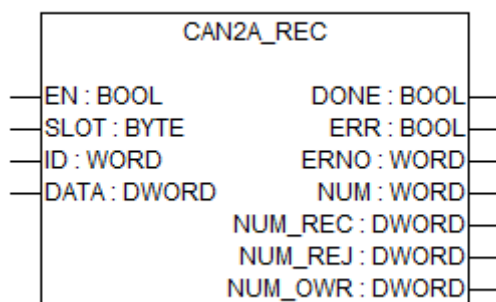 CAN2A_REC
EN : BOOL DONE : BOOL
SLOT : BYTE ERR : BOOL
ID : WORD ERNO : WORD
DATA : DWORD NUM : WORD
NUM_REC : DWORD
NUM_REJ : DWORD
NUM_OWR : DWORD